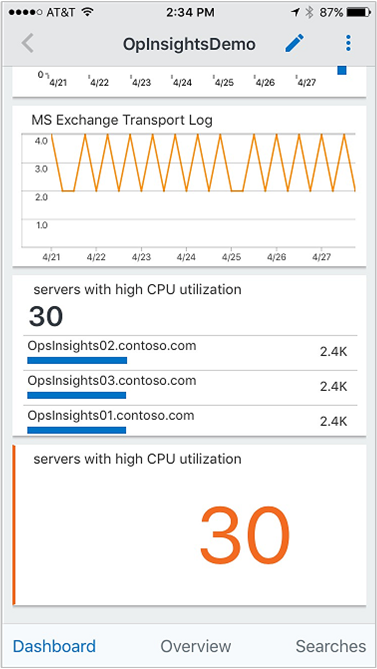 AT&T 2:34 PM 87%
OpInsightsDemo
0
4/21 4/22 4/23 4/24 4/25 4/26 4/27
MS Exchange Transport Log
4.0
3.0
2.0
1.0
4/21 4/22 4/23 4/24 4/25 4/26 4/27
servers with high CPU utilization
30
OpsInsights02.contoso.com 2.4K
OpsInsights03.contoso.com 2.4K
OpsInsights01.contoso.com 2.4K
servers with high CPU utilization
30
Dashboard Overview Searches